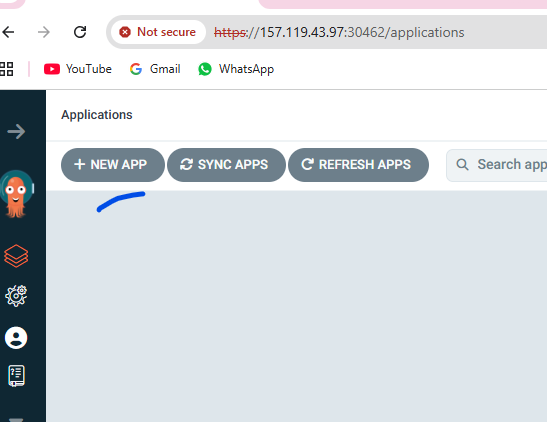 Not secure https://157.119.43.97:30462/applications
YouTube Gmail WhatsApp
Applications
+ NEW APP SYNC APPS REFRESH APPS Search app